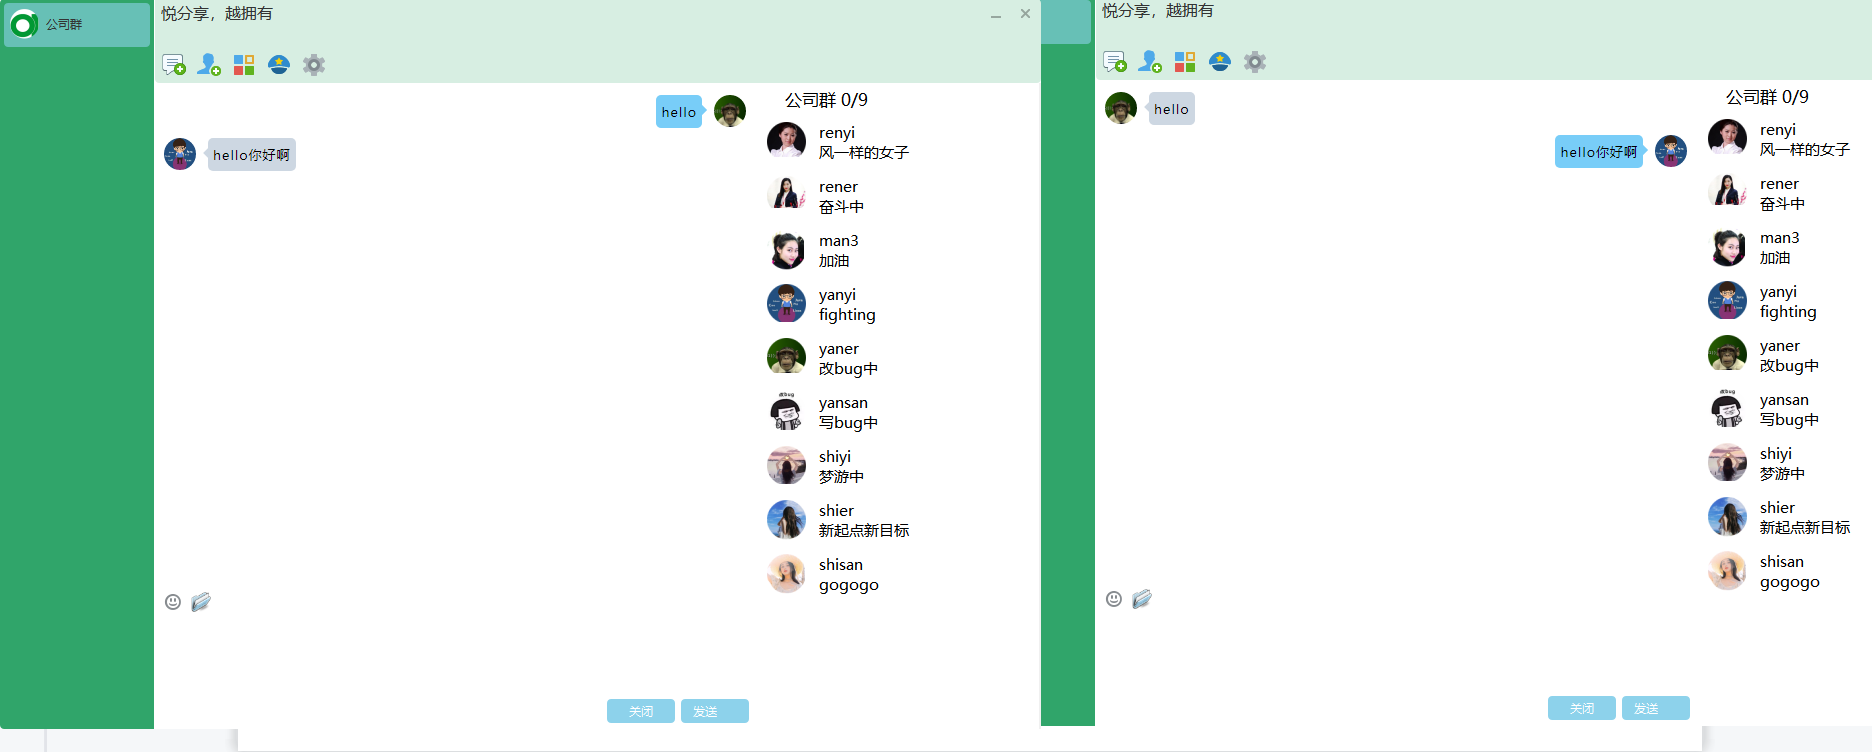 公司群
悦分享，越拥有
hello
hello你好啊
公司群 0/9
renyi
风一样的女子
rener
奋斗中
man3
加油
yanyi
fighting
yaner
改bug中
yansan
写bug中
shiyi
梦游中
shier
新起点新目标
shisan
gogogo
关闭
发送
悦分享，越拥有
hello
hello你好啊
公司群 0/9
renyi
风一样的女子
rener
奋斗中
man3
加油
yanyi
fighting
yaner
改bug中
yansan
写bug中
shiyi
梦游中
shier
新起点新目标
shisan
gogogo
关闭
发送